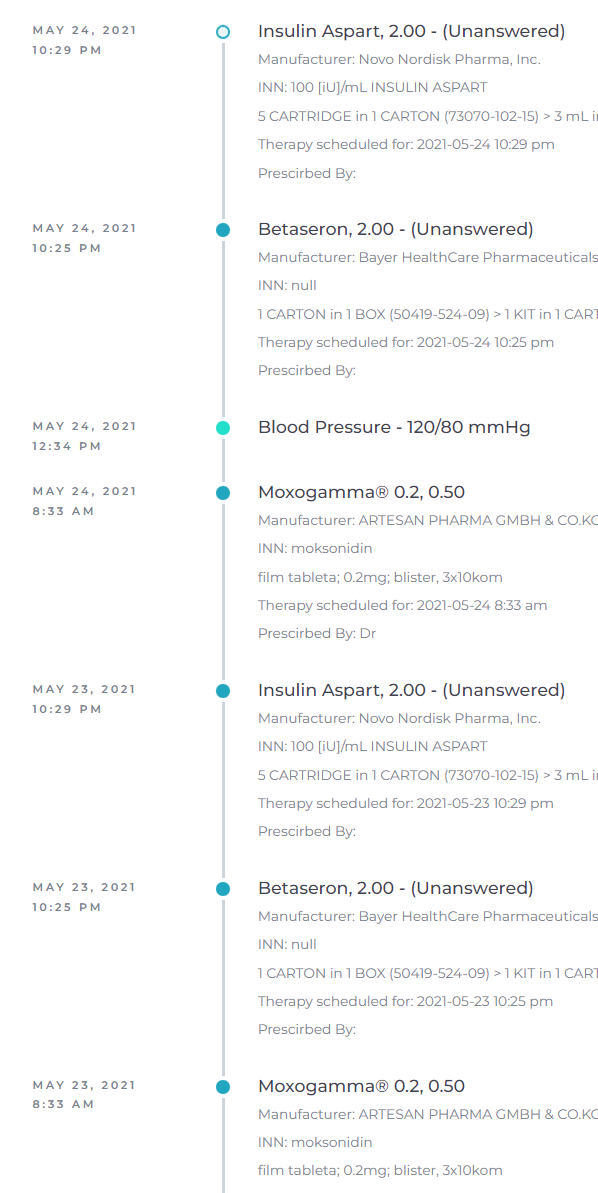 MAY 24, 2021
10:29 PM
Insulin Aspart, 2.00 - (Unanswered)
Manufacturer: Novo Nordisk Pharma, Inc.
INN: 100 [iU]/mL INSULIN ASPART
5 CARTRIDGE in 1 CARTON (73070-102-15) > 3 mL i
Therapy scheduled for: 2021-05-24 10:29 pm
Prescirbed By:
MAY 24, 2021
10:25 PM
Betaseron, 2.00 - (Unanswered)
Manufacturer: Bayer HealthCare Pharmaceuticals
INN: null
1 CARTON in 1 BOX (50419-524-09) > 1 KIT in 1 CART
Therapy scheduled for: 2021-05-24 10:25 pm
Prescirbed By:
MAY 24, 2021
12:34 PM
Blood Pressure - 120/80 mmHg
MAY 24, 2021
8:33 AM
Moxogamma® 0.2, 0.50
Manufacturer: ARTESAN PHARMA GMBH & CO.KG
INN: moksonidin
film tableta; 0.2mg; blister, 3x10kom
Therapy scheduled for: 2021-05-24 8:33 am
Prescirbed By: Dr
MAY 23, 2021
10:29 PM
Insulin Aspart, 2.00 - (Unanswered)
Manufacturer: Novo Nordisk Pharma, Inc.
INN: 100 [iU]/mL INSULIN ASPART
5 CARTRIDGE in 1 CARTON (73070-102-15) > 3 mL i
Therapy scheduled for: 2021-05-23 10:29 pm
Prescirbed By:
MAY 23, 2021
10:25 PM
Betaseron, 2.00 - (Unanswered)
Manufacturer: Bayer HealthCare Pharmaceuticals
INN: null
1 CARTON in 1 BOX (50419-524-09) > 1 KIT in 1 CART
Therapy scheduled for: 2021-05-23 10:25 pm
Prescirbed By:
MAY 23, 2021
8:33 AM
Moxogamma® 0.2, 0.50
Manufacturer: ARTESAN PHARMA GMBH & CO.KG
INN: moksonidin
film tableta; 0.2mg; blister, 3x10kom